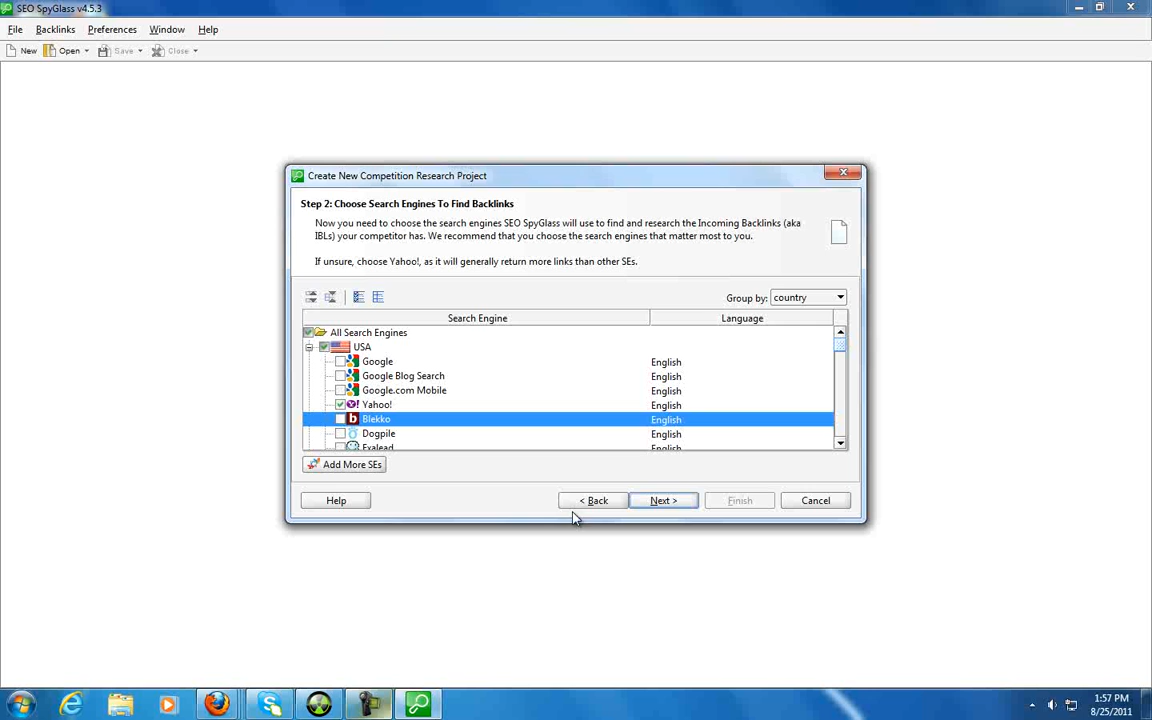 SEO SpyGlass v4.5.3
File Backlinks Preferences Window Help
New Open Save Close
Create New Competition Research Project
Step 2: Choose Search Engines To Find Backlinks
Now you need to choose the search engines SEO SpyGlass will use to find and research the Incoming Backlinks (aka
IBLs) your competitor has. We recommend that you choose the search engines that matter most to you.
If unsure, choose Yahoo!, as it will generally return more links than other SEs.
Group by: country
Search Engine Language
All Search Engines
USA
Google English
Google Blog Search English
Google.com Mobile English
Yahoo! English
Blekko English
Dogpile English
Exalead English
Add More SEs
Help < Back Next > Finish Cancel
1:57 PM
8/25/2011